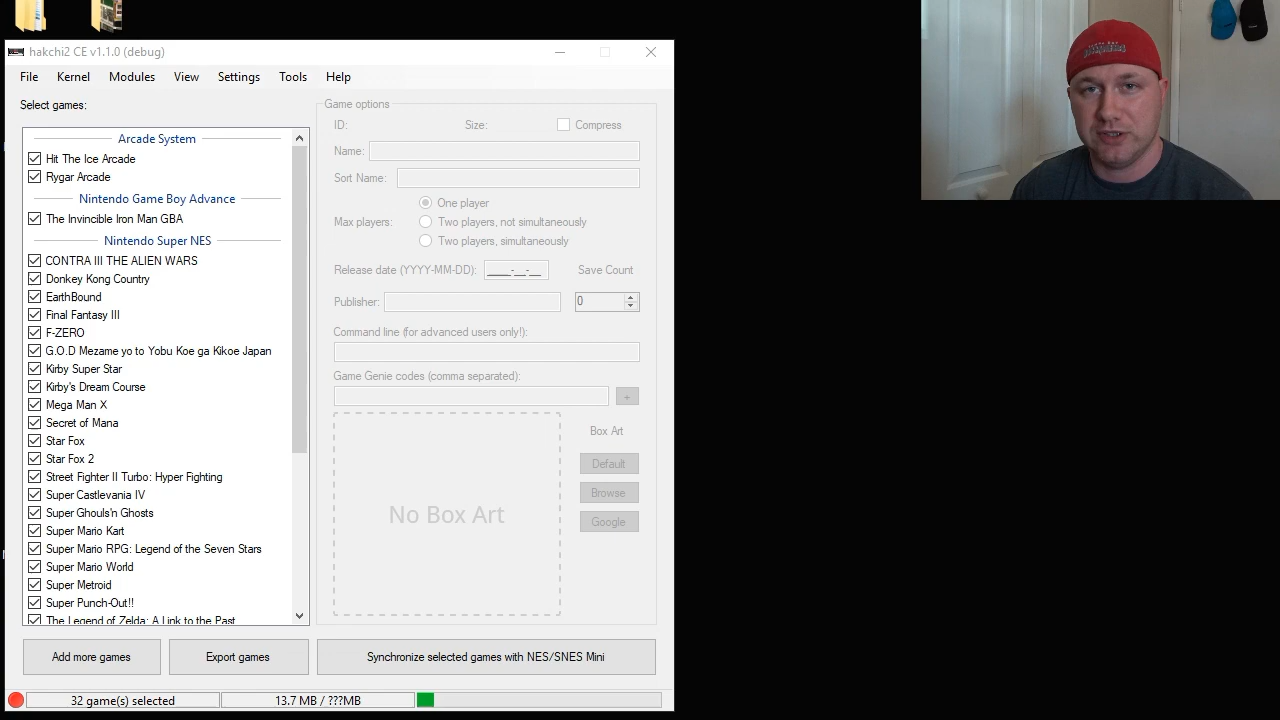 hakchi2 CE v1.1.0 (debug)
File Kernel Modules View Settings Tools Help
Select games:
Arcade System
Hit The Ice Arcade
Rygar Arcade
Nintendo Game Boy Advance
The Invincible Iron Man GBA
Nintendo Super NES
CONTRA III THE ALIEN WARS
Donkey Kong Country
EarthBound
Final Fantasy III
F-ZERO
G.O.D Mezame yo to Yobu Koe ga Kikoe Japan
Kirby Super Star
Kirby's Dream Course
Mega Man X
Secret of Mana
Star Fox
Star Fox 2
Street Fighter II Turbo: Hyper Fighting
Super Castlevania IV
Super Ghouls'n Ghosts
Super Mario Kart
Super Mario RPG: Legend of the Seven Stars
Super Mario World
Super Metroid
Super Punch-Out!!
The Legend of Zelda: A Link to the Past
Game options
ID: Size: Compress
Name:
Sort Name:
Max players:
One player
Two players, not simultaneously
Two players, simultaneously
Release date (YYYY-MM-DD): ____-__-__ Save Count
Publisher: 0
Command line (for advanced users only!):
Game Genie codes (comma separated):
+
No Box Art
Box Art
Default
Browse
Google
Add more games Export games Synchronize selected games with NES/SNES Mini
32 game(s) selected 13.7 MB / ???MB